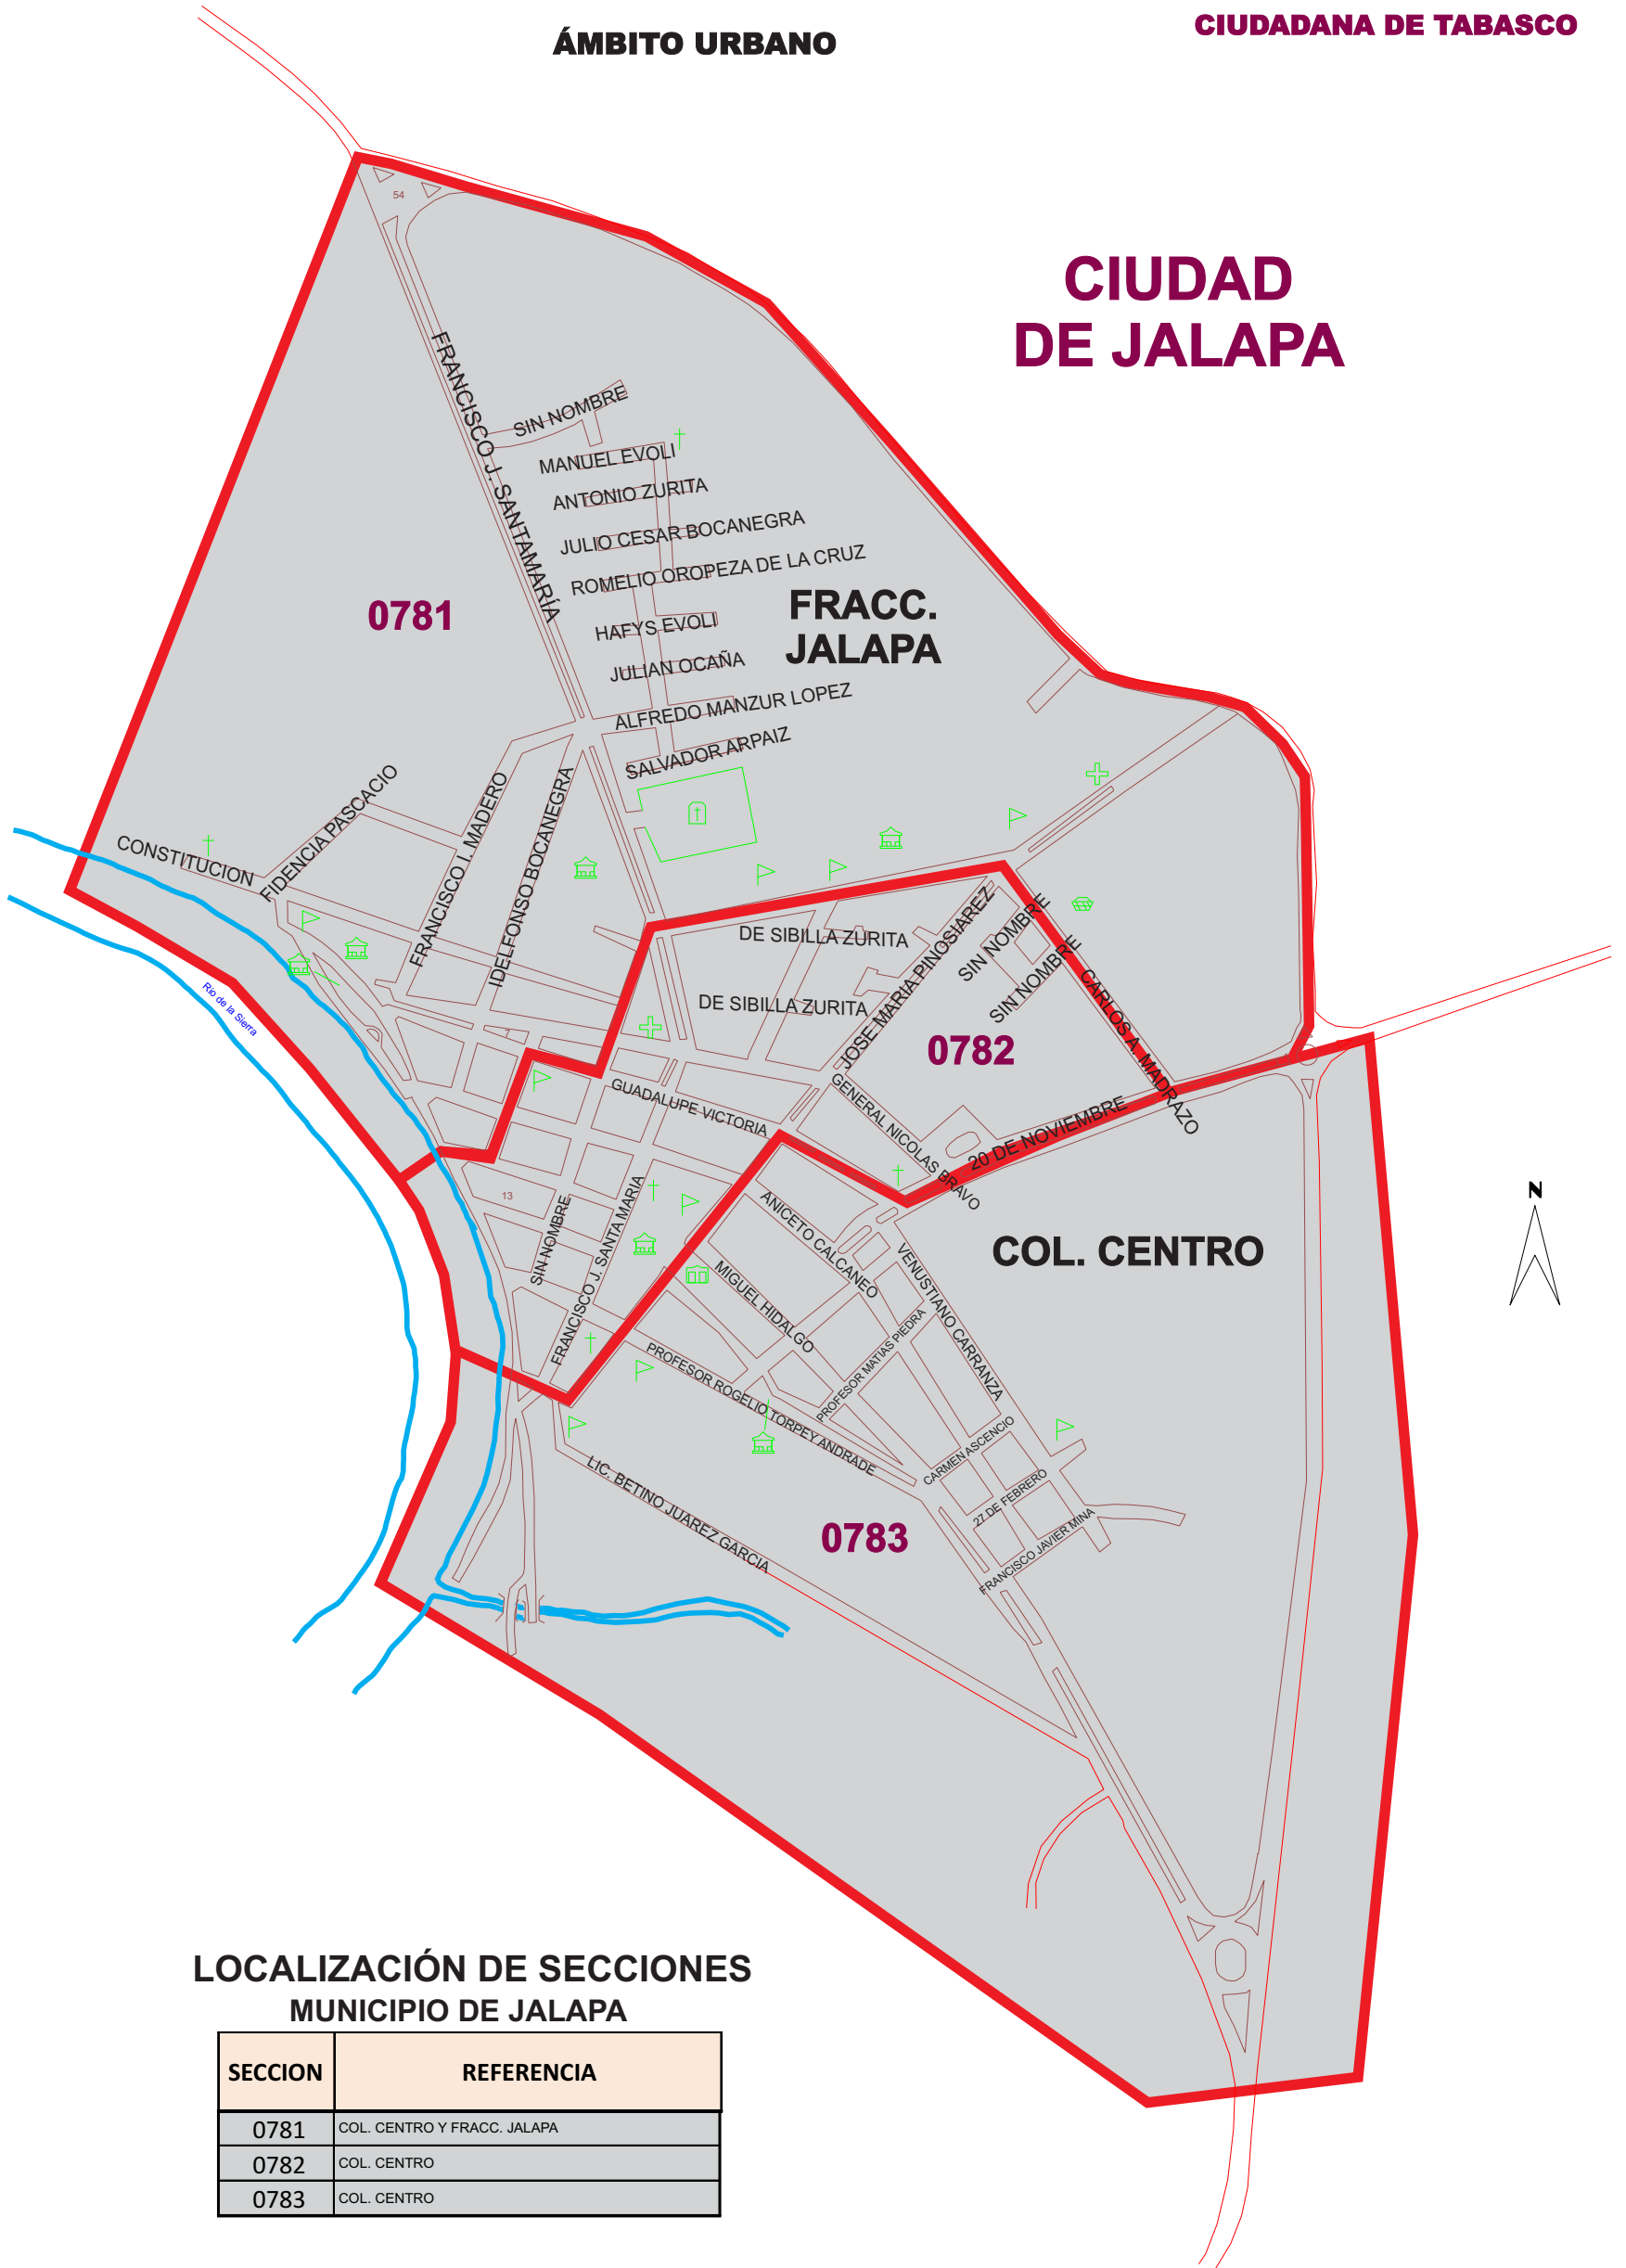 ÁMBITO URBANO
CIUDADANA DE TABASCO
CIUDAD
DE JALAPA
54
FRANCISCO J. SANTAMARÍA
SIN NOMBRE
MANUEL EVOLI
ANTONIO ZURITA
JULIO CESAR BOCANEGRA
ROMELIO OROPEZA DE LA CRUZ
0781
FRACC.
JALAPA
HAFYS EVOLI
JULIAN OCAÑA
ALFREDO MANZUR LOPEZ
SALVADOR ARPAIZ
CONSTITUCION
FIDENCIA PASCACIO
FRANCISCO I. MADERO
IDELFONSO BOCANEGRA
DE SIBILLA ZURITA
DE SIBILLA ZURITA
JOSE MARIA PINOSIAREZ
SIN NOMBRE
SIN NOMBRE
CARLOS A. MADRAZO
Rio de la Sierra
7
0782
GUADALUPE VICTORIA
GENERAL NICOLAS BRAVO
20 DE NOVIEMBRE
13
SIN NOMBRE
FRANCISCO J. SANTA MARIA
ANICETO CALCANEO
MIGUEL HIDALGO
VENUSTIANO CARRANZA
COL. CENTRO
N
PROFESOR MATIAS PIEDRA
PROFESOR ROGELIO TORPEY ANDRADE
CARMEN ASCENCIO
27 DE FEBRERO
FRANCISCO JAVIER MINA
LIC. BETINO JUAREZ GARCIA
0783
LOCALIZACIÓN DE SECCIONES
MUNICIPIO DE JALAPA
SECCION REFERENCIA
0781 COL. CENTRO Y FRACC. JALAPA
0782 COL. CENTRO
0783 COL. CENTRO